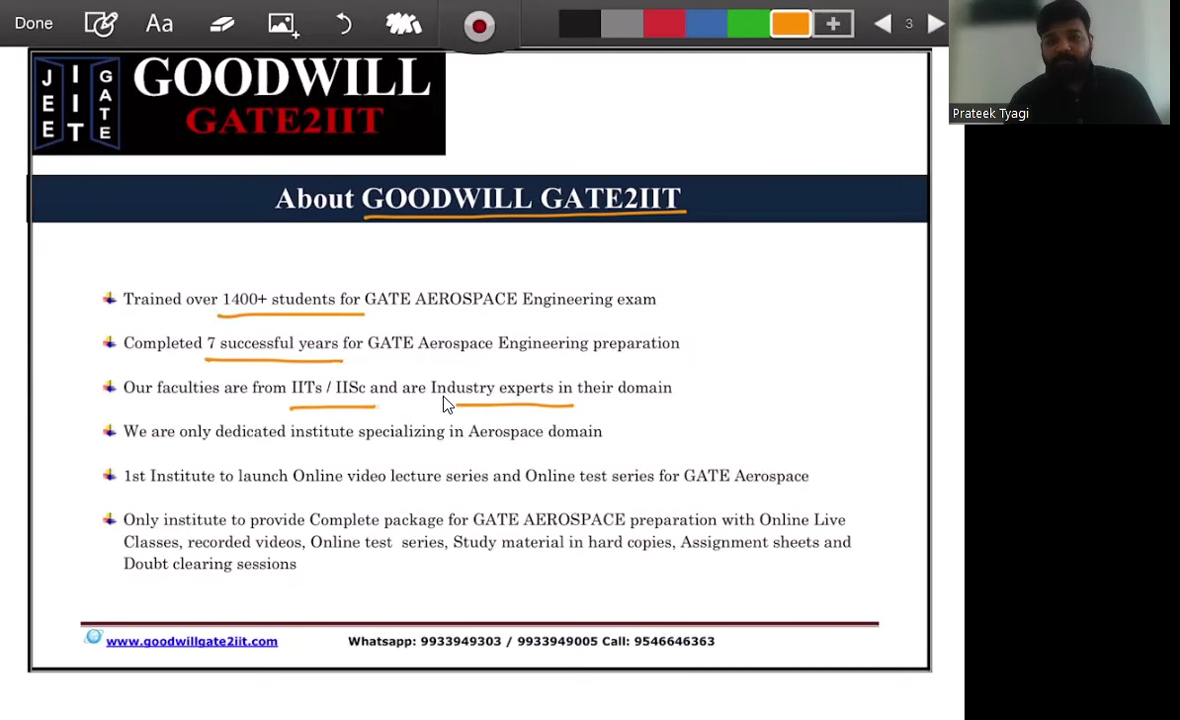 Done
Aa
3
Prateek Tyagi
JEE IIT GATE
GOODWILL
GATE2IIT
About GOODWILL GATE2IIT
Trained over 1400+ students for GATE AEROSPACE Engineering exam
Completed 7 successful years for GATE Aerospace Engineering preparation
Our faculties are from IITs / IISc and are Industry experts in their domain
We are only dedicated institute specializing in Aerospace domain
1st Institute to launch Online video lecture series and Online test series for GATE Aerospace
Only institute to provide Complete package for GATE AEROSPACE preparation with Online Live
Classes, recorded videos, Online test series, Study material in hard copies, Assignment sheets and
Doubt clearing sessions
www.goodwillgate2iit.com Whatsapp: 9933949303 / 9933949005 Call: 9546646363